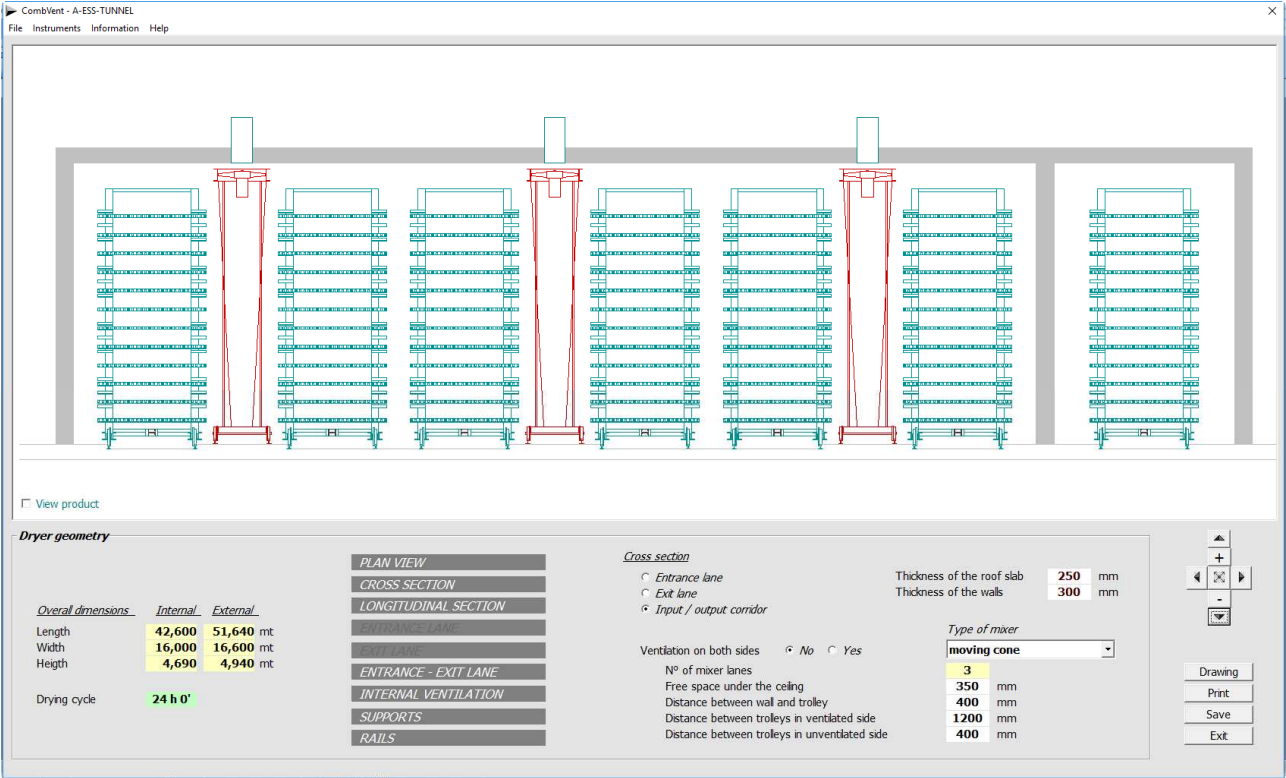 CombVent - A-ESS-TUNNEL
File Instruments Information Help
View product
Dryer geometry
Overall dimensions Internal External
Length 42,600 51,640 mt
Width 16,000 16,600 mt
Heigth 4,690 4,940 mt
Drying cycle 24 h 0'
PLAN VIEW
CROSS SECTION
LONGITUDINAL SECTION
ENTRANCE LANE
EXIT LANE
ENTRANCE - EXIT LANE
INTERNAL VENTILATION
SUPPORTS
RAILS
Cross section
Entrance lane
Exit lane
Input / output corridor
Thickness of the roof slab 250 mm
Thickness of the walls 300 mm
Type of mixer
Ventilation on both sides No Yes
moving cone
N° of mixer lanes 3
Free space under the ceiling 350 mm
Distance between wall and trolley 400 mm
Distance between trolleys in ventilated side 1200 mm
Distance between trolleys in unventilated side 400 mm
+
-
Drawing
Print
Save
Exit